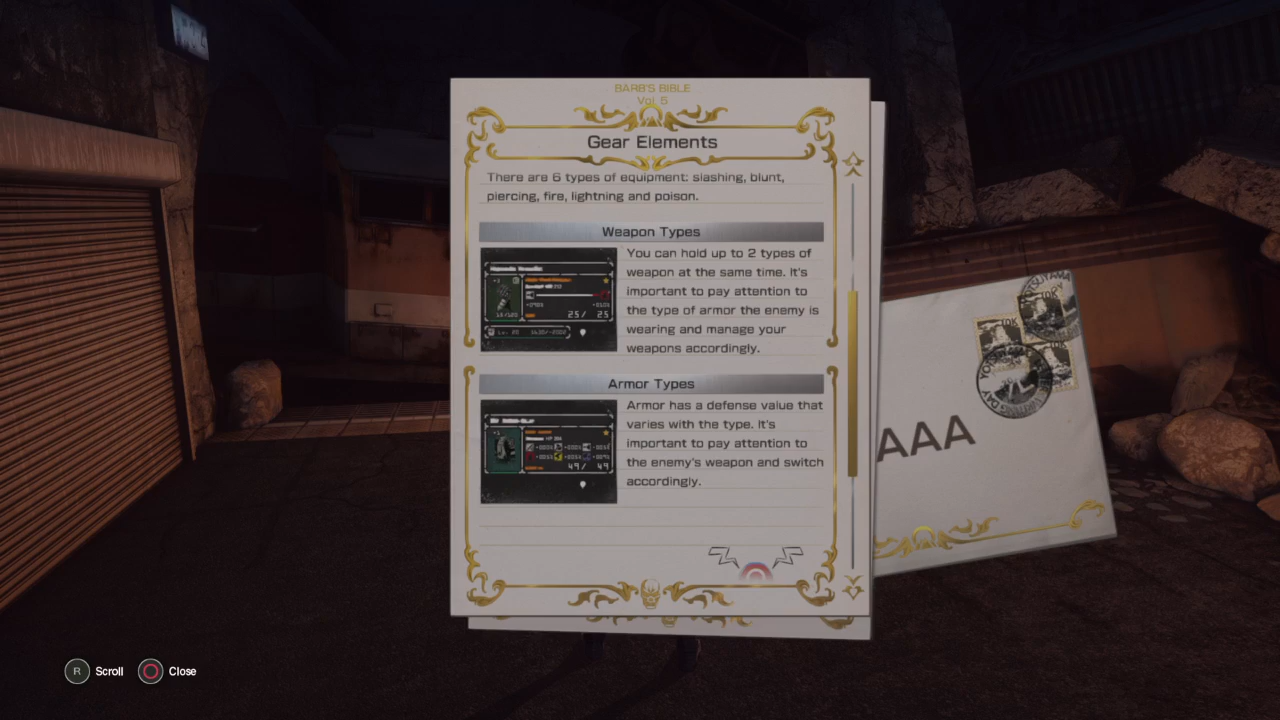 BARB'S BIBLE
Vol. 5
Gear Elements
There are 6 types of equipment: slashing, blunt,
piercing, fire, lightning and poison.
Weapon Types
You can hold up to 2 types of
weapon at the same time. It's
important to pay attention to
the type of armor the enemy is
wearing and manage your
weapons accordingly.
25/ 25
Armor Types
Armor has a defense value that
varies with the type. It's
important to pay attention to
the enemy's weapon and switch
accordingly.
49/ 49
AAA
R Scroll
Close